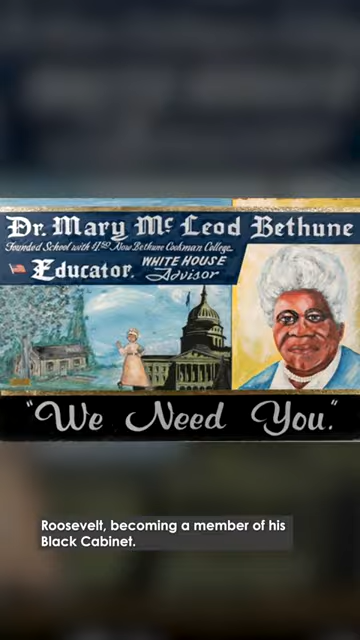 Dr. Mary Mc Leod Bethune
Founded School with 4.50 Now Bethune Cookman College
Educator. WHITE HOUSE
Advisor
"We Need You."
Roosevelt, becoming a member of his
Black Cabinet.